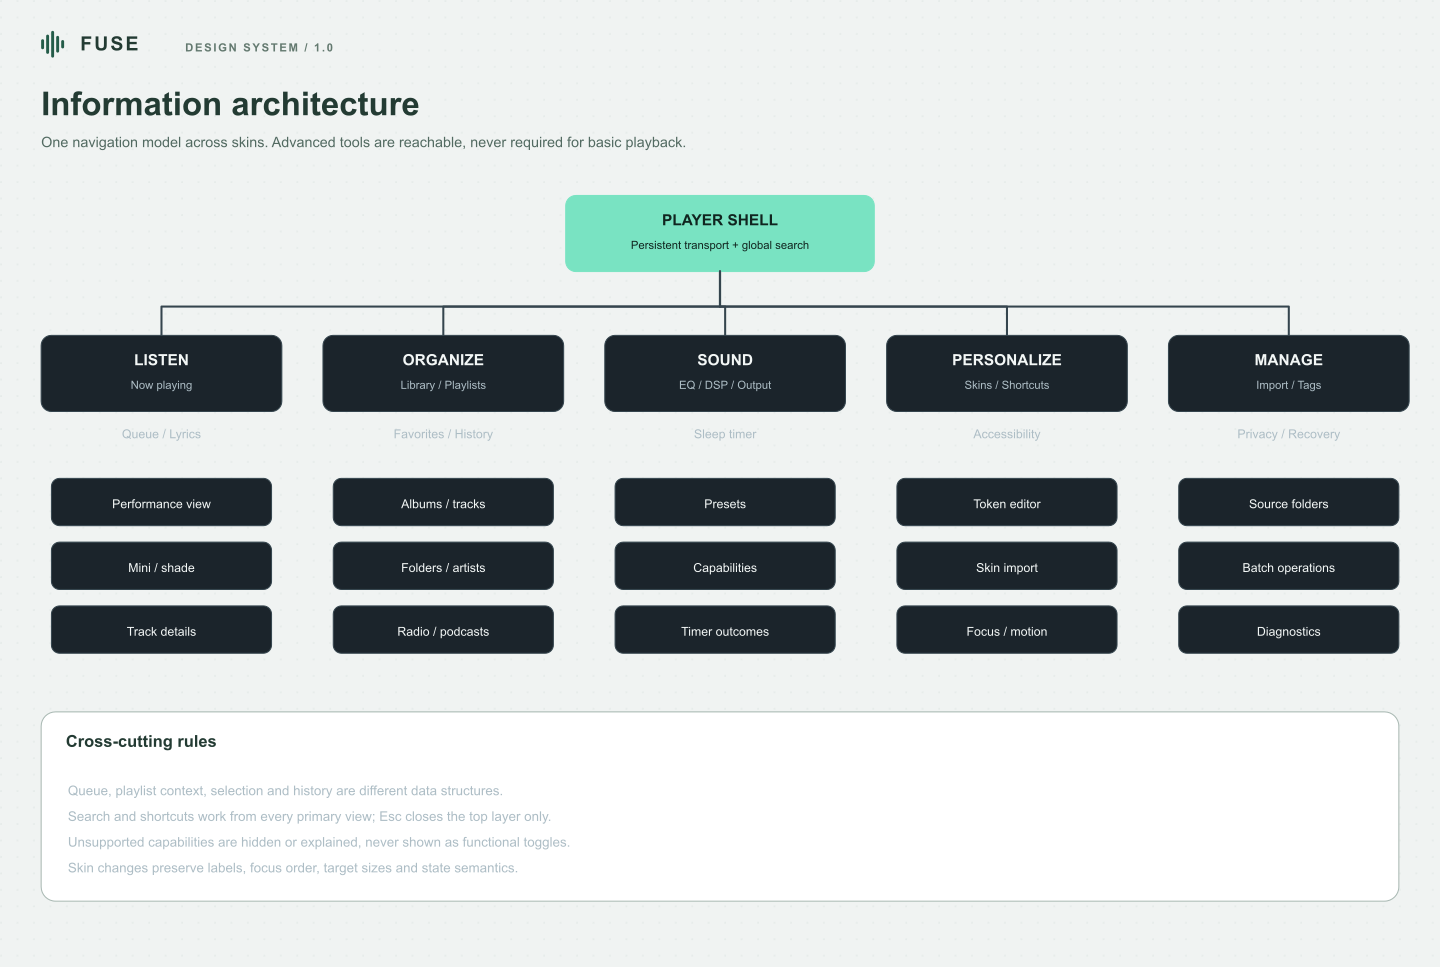 FUSE
DESIGN SYSTEM / 1.0
Information architecture
One navigation model across skins. Advanced tools are reachable, never required for basic playback.
PLAYER SHELL
Persistent transport + global search
LISTEN
Now playing
Queue / Lyrics
Performance view
Mini / shade
Track details
ORGANIZE
Library / Playlists
Favorites / History
Albums / tracks
Folders / artists
Radio / podcasts
SOUND
EQ / DSP / Output
Sleep timer
Presets
Capabilities
Timer outcomes
PERSONALIZE
Skins / Shortcuts
Accessibility
Token editor
Skin import
Focus / motion
MANAGE
Import / Tags
Privacy / Recovery
Source folders
Batch operations
Diagnostics
Cross-cutting rules
Queue, playlist context, selection and history are different data structures.
Search and shortcuts work from every primary view; Esc closes the top layer only.
Unsupported capabilities are hidden or explained, never shown as functional toggles.
Skin changes preserve labels, focus order, target sizes and state semantics.